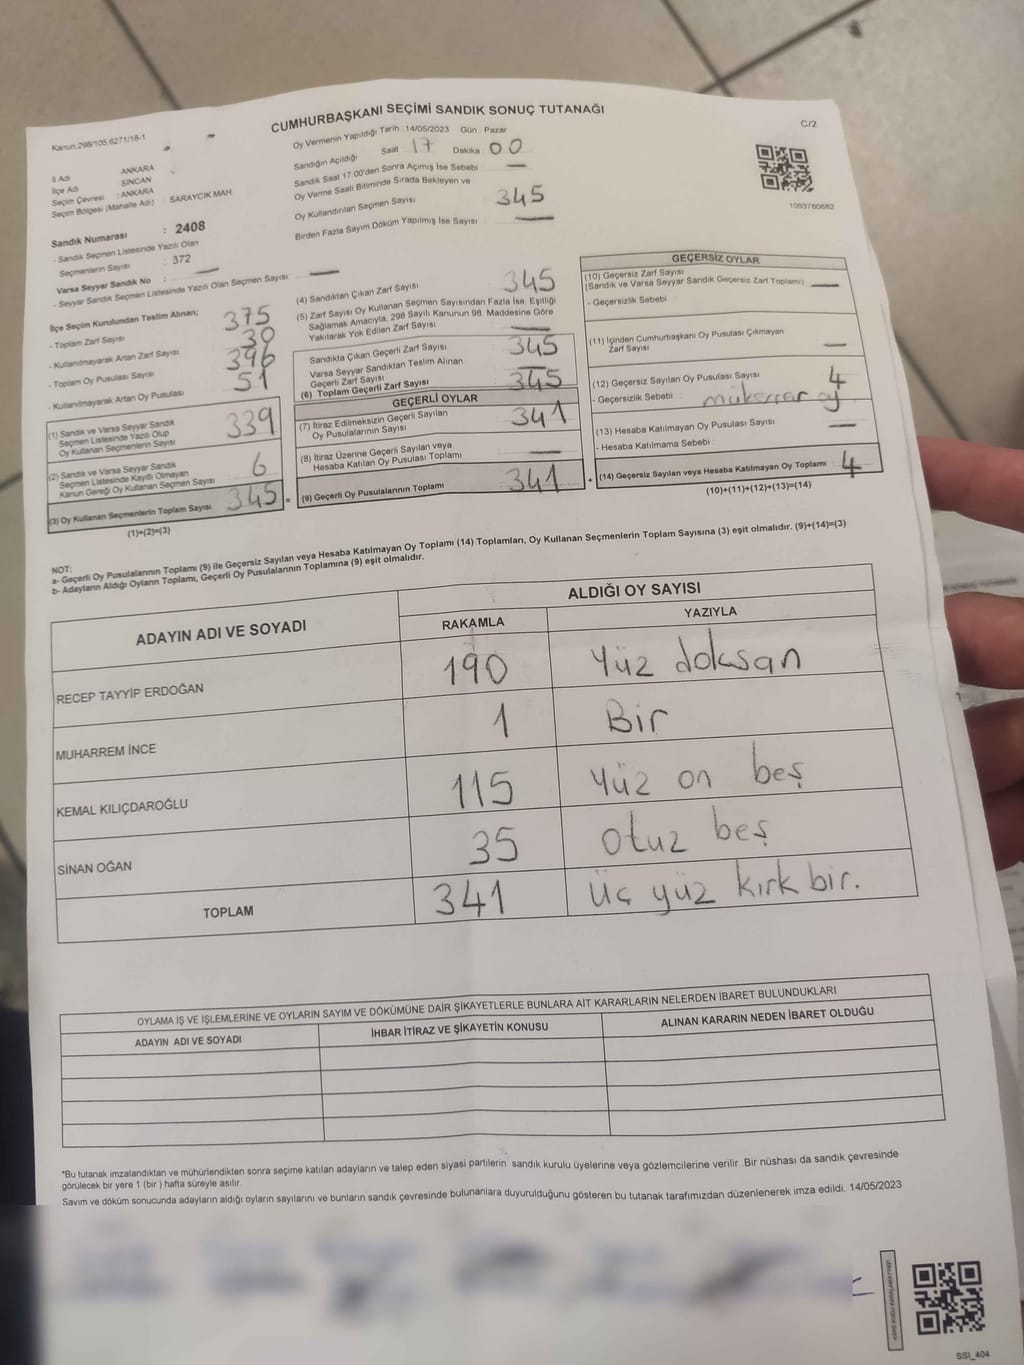 Kanun.298/105;6271/18-1
CUMHURBAŞKANI SEÇİMİ SANDIK SONUÇ TUTANAĞI
C/2
İl Adı ANKARA
İlçe Adı SİNCAN
Seçim Çevresi : ANKARA
Seçim Bölgesi (Mahalle Adı) SARAYCIK MAH.
Sandık Numarası : 2408
- Sandık Seçmen Listesinde Yazılı Olan
Seçmenlerin Sayısı : 372
Varsa Seyyar Sandık No : —
- Seyyar Sandık Seçmen Listesinde Yazılı Olan Seçmen Sayısı —
Oy Vermenin Yapıldığı Tarih 14/05/2023 Gün Pazar
Sandığın Açıldığı Saat 17 Dakika 00
Sandık Saat 17.00'den Sonra Açımış İse Sebebi —
Oy Verme Saati Bitiminde Sırada Bekleyen ve
Oy Kullandırılan Seçmen Sayısı 345
Birden Fazla Sayım Döküm Yapılmış İse Sayısı —
1093780682
İlçe Seçim Kurulundan Teslim Alınan;
- Toplam Zarf Sayısı 375
- Kullanılmayarak Artan Zarf Sayısı 30
- Toplam Oy Pusulası Sayısı 396
- Kullanılmayarak Artan Oy Pusulası 51
(1) Sandık ve Varsa Seyyar Sandık
Seçmen Listesinde Yazılı Olup
Oy Kullanan Seçmenlerin Sayısı 339
(2) Sandık ve Varsa Seyyar Sandık
Seçmen Listesinde Kayıtlı Olmayan
Kanun Gereği Oy Kullanan Seçmen Sayısı 6
(3) Oy Kullanan Seçmenlerin Toplam Sayısı 345 =
(1)+(2)=(3)
(4) Sandıktan Çıkan Zarf Sayısı 345
(5) Zarf Sayısı Oy Kullanan Seçmen Sayısından Fazla İse, Eşitliği
Sağlamak Amacıyla, 298 Sayılı Kanunun 98. Maddesine Göre
Yakılarak Yok Edilen Zarf Sayısı —
Sandıkta Çıkan Geçerli Zarf Sayısı 345
Varsa Seyyar Sandıktan Teslim Alınan
Geçerli Zarf Sayısı —
(6) Toplam Geçerli Zarf Sayısı 345
GEÇERLİ OYLAR
(7) İtiraz Edilmeksizin Geçerli Sayılan
Oy Pusulalarının Sayısı 341
(8) İtiraz Üzerine Geçerli Sayılan veya
Hesaba Katılan Oy Pusulası Toplamı —
(9) Geçerli Oy Pusulalarının Toplamı 341 +
GEÇERSİZ OYLAR
(10) Geçersiz Zarf Sayısı
(Sandık ve Varsa Seyyar Sandık Geçersiz Zarf Toplamı) —
- Geçersizlik Sebebi :
(11) İçinden Cumhurbaşkanı Oy Pusulası Çıkmayan
Zarf Sayısı —
(12) Geçersiz Sayılan Oy Pusulası Sayısı 4
- Geçersizlik Sebebi : mükerrar oy
(13) Hesaba Katılmayan Oy Pusulası Sayısı —
- Hesaba Katılmama Sebebi :
(14) Geçersiz Sayılan veya Hesaba Katılmayan Oy Toplamı 4
(10)+(11)+(12)+(13)=(14)
NOT:
a- Geçerli Oy Pusulalarının Toplamı (9) ile Geçersiz Sayılan veya Hesaba Katılmayan Oy Toplamı (14) Toplamları, Oy Kullanan Seçmenlerin Toplam Sayısına (3) eşit olmalıdır. (9)+(14)=(3)
b- Adayların Aldığı Oyların Toplamı, Geçerli Oy Pusulalarının Toplamına (9) eşit olmalıdır.
ADAYIN ADI VE SOYADI
ALDIĞI OY SAYISI
RAKAMLA YAZIYLA
RECEP TAYYİP ERDOĞAN 190 Yüz doksan
MUHARREM İNCE 1 Bir
KEMAL KILIÇDAROĞLU 115 Yüz on beş
SİNAN OĞAN 35 Otuz beş
TOPLAM 341 Üç yüz kırk bir.
OYLAMA İŞ VE İŞLEMLERİNE VE OYLARIN SAYIM VE DÖKÜMÜNE DAİR ŞİKAYETLERLE BUNLARA AİT KARARLARIN NELERDEN İBARET BULUNDUKLARI
ADAYIN ADI VE SOYADI İHBAR İTİRAZ VE ŞİKAYETİN KONUSU ALINAN KARARIN NEDEN İBARET OLDUĞU
*Bu tutanak imzalandıktan ve mühürlendikten sonra seçime katılan adayların ve talep eden siyasi partilerin sandık kurulu üyelerine veya gözlemcilerine verilir .Bir nüshası da sandık çevresinde
görülecek bir yere 1 (bir) hafta süreyle asılır.
Sayım ve döküm sonucunda adayların aldığı oyların sayılarını ve bunların sandık çevresinde bulunanlara duyurulduğunu gösteren bu tutanak tarafımızdan düzenlenerek imza edildi. 14/05/2023
SSI_404